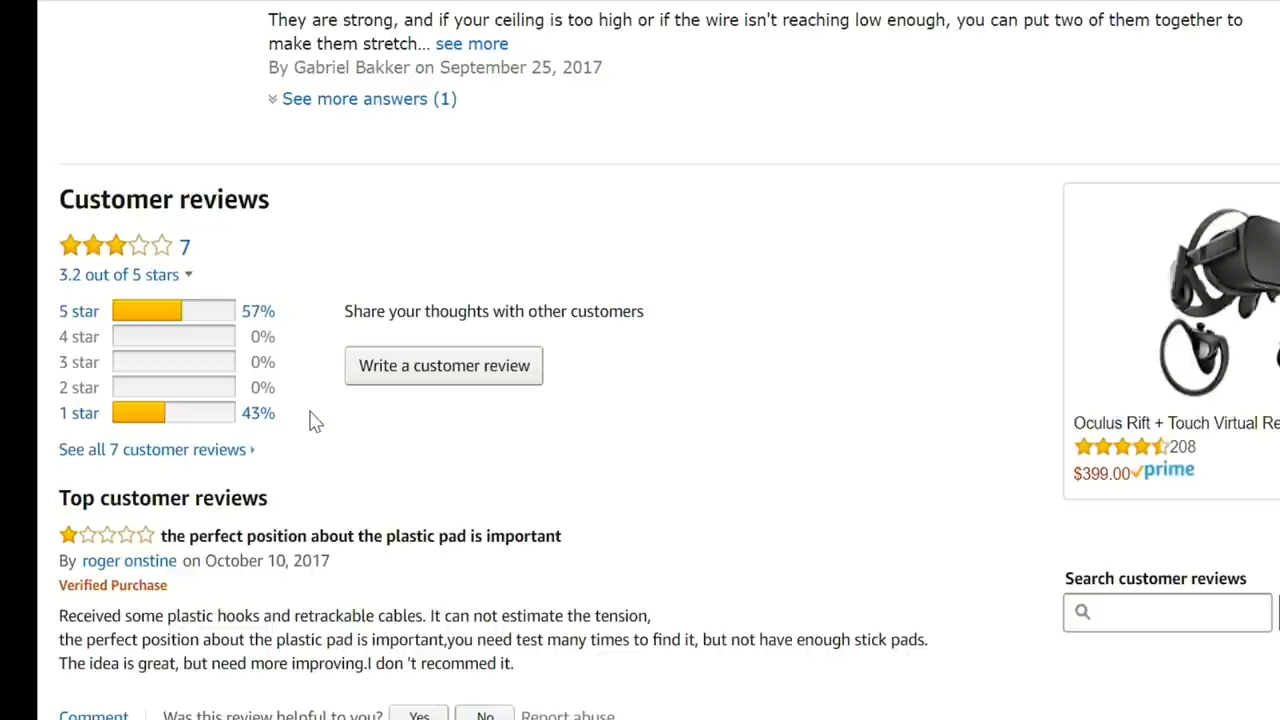 They are strong, and if your ceiling is too high or if the wire isn't reaching low enough, you can put two of them together to
make them stretch... see more
By Gabriel Bakker on September 25, 2017
See more answers (1)
Customer reviews
7
3.2 out of 5 stars
5 star 57%
4 star 0%
3 star 0%
2 star 0%
1 star 43%
See all 7 customer reviews
Share your thoughts with other customers
Write a customer review
Top customer reviews
the perfect position about the plastic pad is important
By roger onstine on October 10, 2017
Verified Purchase
Received some plastic hooks and retrackable cables. It can not estimate the tension,
the perfect position about the plastic pad is important,you need test many times to find it, but not have enough stick pads.
The idea is great, but need more improving.I don 't recommed it.
Comment Was this review helpful to you? Yes No Report abuse
Oculus Rift + Touch Virtual Re
208
$399.00 prime
Search customer reviews